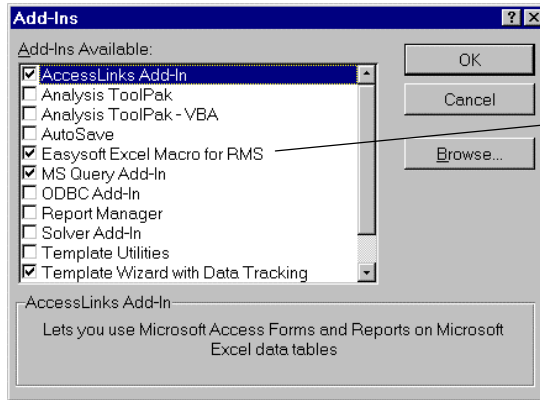 Add-Ins
Add-Ins Available:
AccessLinks Add-In
Analysis ToolPak
Analysis ToolPak - VBA
AutoSave
Easysoft Excel Macro for RMS
MS Query Add-In
ODBC Add-In
Report Manager
Solver Add-In
Template Utilities
Template Wizard with Data Tracking
OK
Cancel
Browse...
AccessLinks Add-In
Lets you use Microsoft Access Forms and Reports on Microsoft
Excel data tables